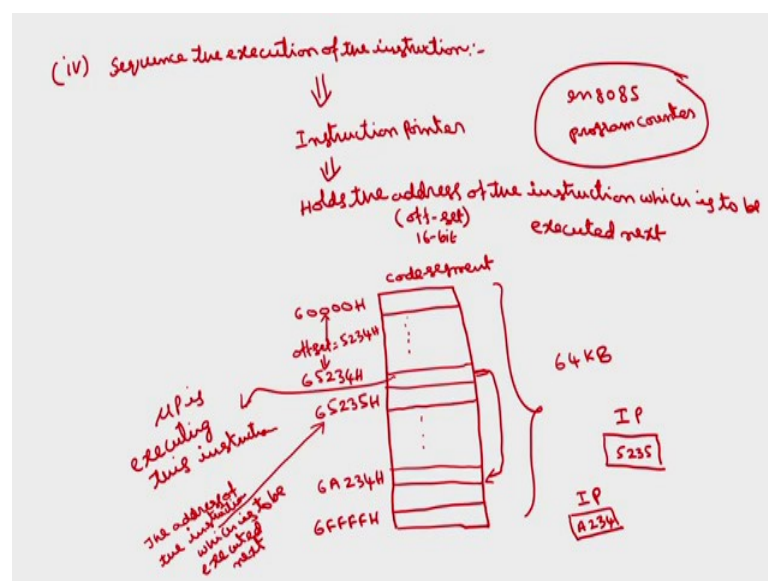 (iv) Sequence the execution of the instruction:-
in 8085
program counter
Instruction Pointer
Holds the address of the instruction which is to be
(off-set)
16-bit
executed next
code segment
60000H
offset=5234H
65234H
65235H
6A234H
6FFFFH
64KB
μP is
executing
this instruction
The address of
the instruction
which is to be
executed
next
IP
5235
IP
A234